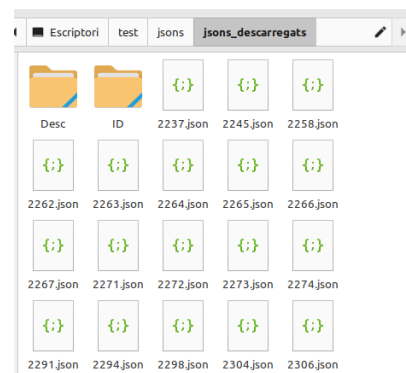 Escriptori test jsons jsons_descarregats
{;} {;} {;}
Desc ID 2237.json 2245.json 2258.json
{;} {;} {;} {;} {;}
2262.json 2263.json 2264.json 2265.json 2266.json
{;} {;} {;} {;} {;}
2267.json 2271.json 2272.json 2273.json 2274.json
{;} {;} {;} {;} {;}
2291.json 2294.json 2298.json 2304.json 2306.json